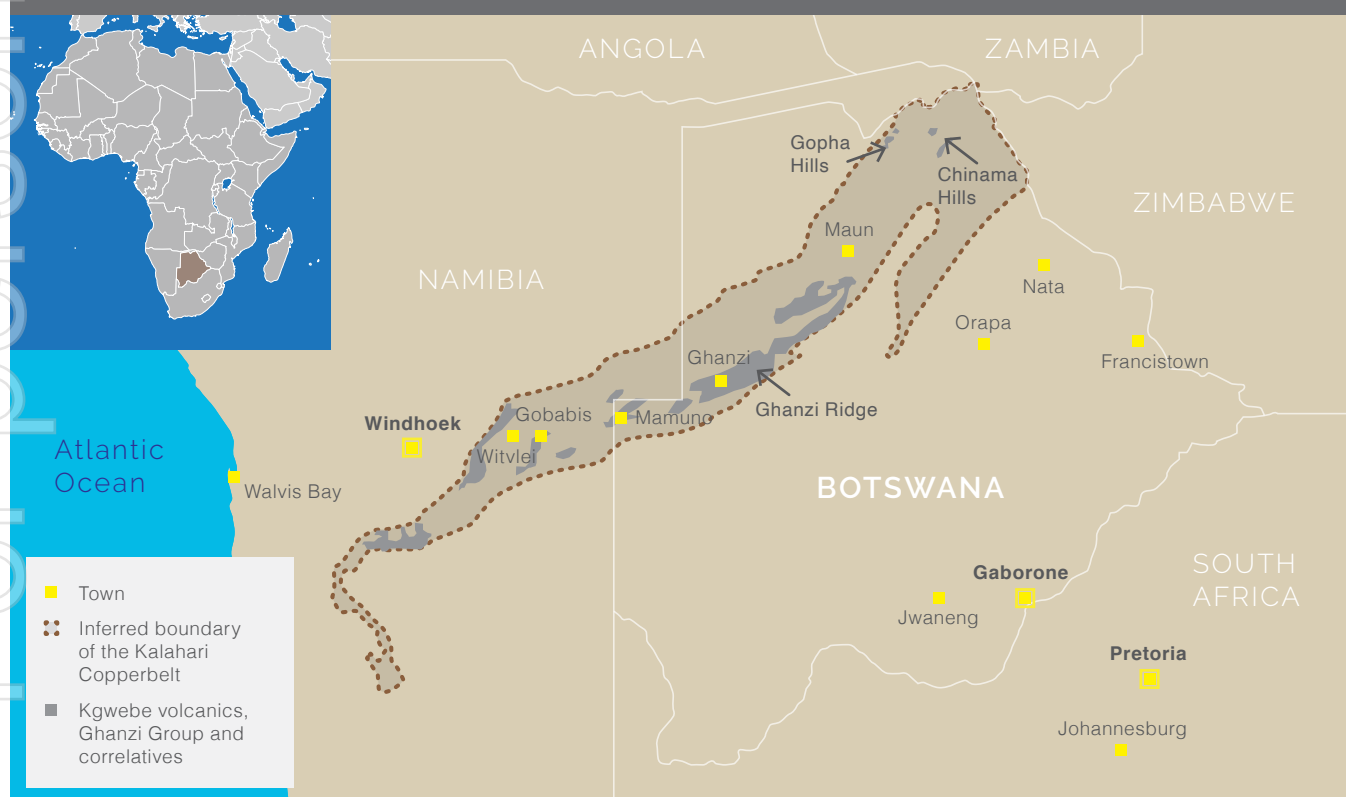 ANGOLA
ZAMBIA
Gopha
Hills
Chinama
Hills
ZIMBABWE
Maun
NAMIBIA
Nata
Orapa
Ghanzi
Francistown
Ghanzi Ridge
Gobabis
Mamuno
Windhoek
Witvlei
Atlantic
Ocean
Walvis Bay
BOTSWANA
SOUTH
AFRICA
Gaborone
Jwaneng
Pretoria
Johannesburg
Town
Inferred boundary
of the Kalahari
Copperbelt
Kgwebe volcanics,
Ghanzi Group and
correlatives